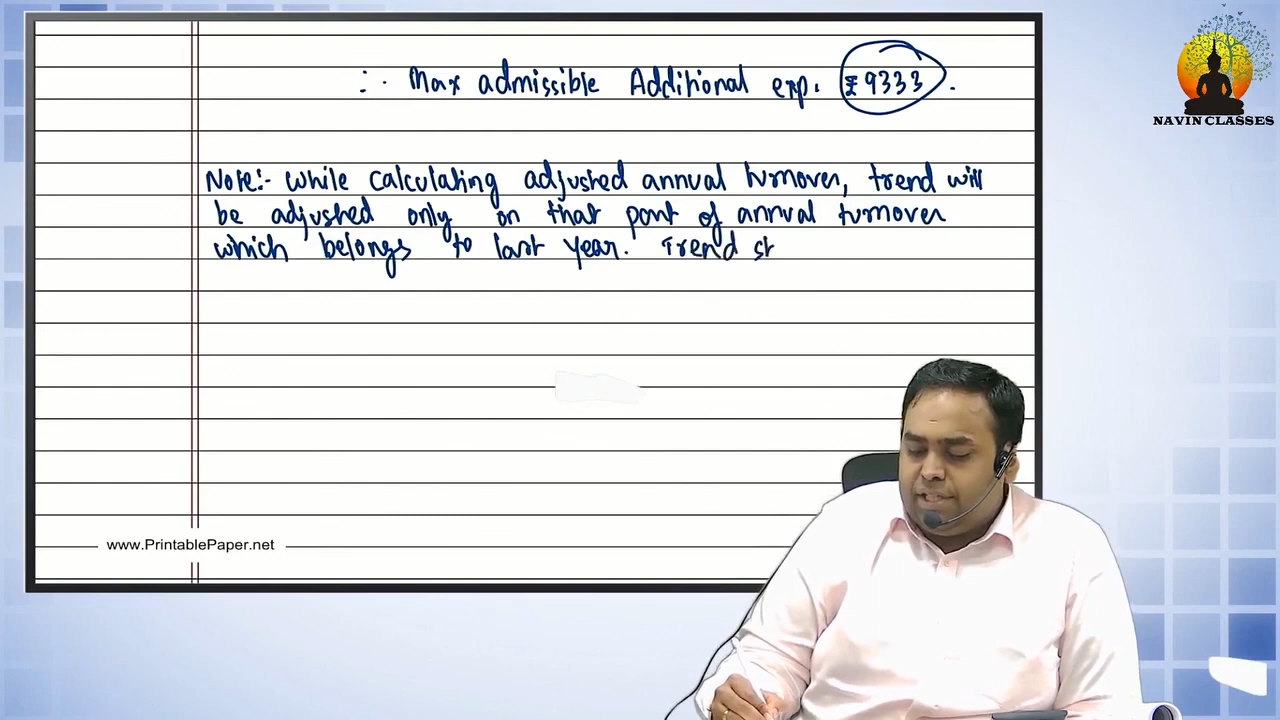 ∴ Max admissible Additional exp. ₹9333.
Note:- While calculating adjusted annual turnover, trend will
be adjusted only on that part of annual turnover
which belongs to last year. Trend st
www.PrintablePaper.net
NAVIN CLASSES